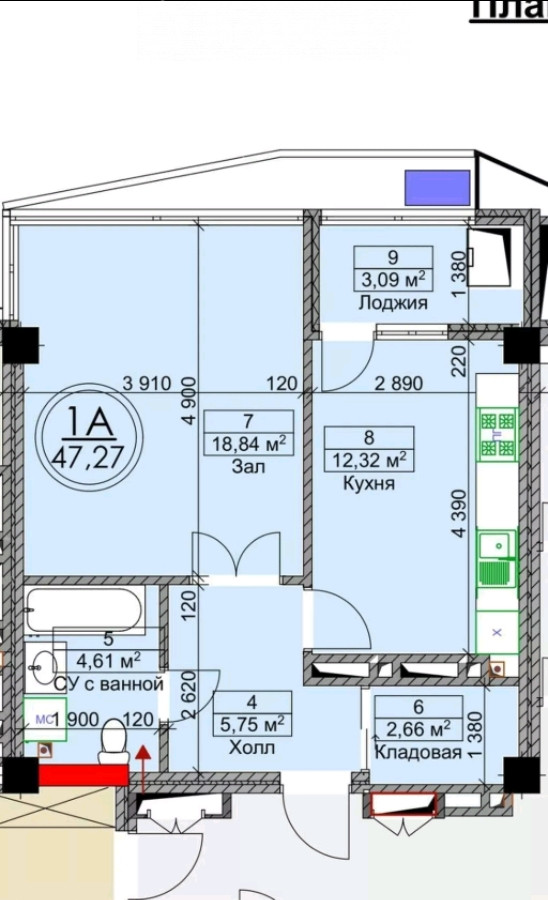 Пла
9
3,09 м²
Лоджия
1 380
220
3 910
4 900
120
2 890
1А
47,27
7
18,84 м²
Зал
8
12,32 м²
Кухня
4 390
ПГ
Х
5
4,61 м²
СУ с ванной
120
2 620
4
5,75 м²
Холл
6
2,66 м²
Кладовая
1 380
МС
1 900
120